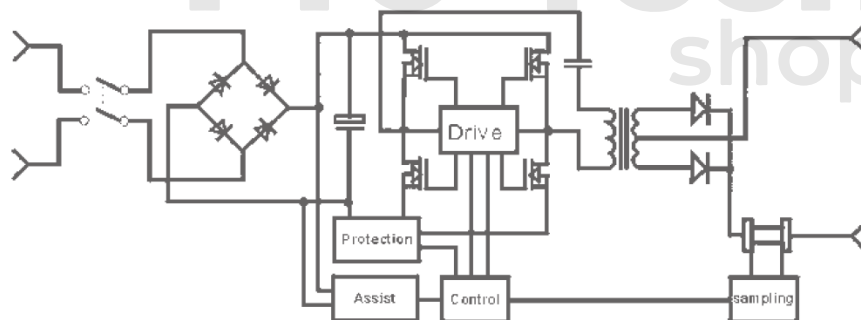 shop
Drive
Protection
Assist
Control
sampling